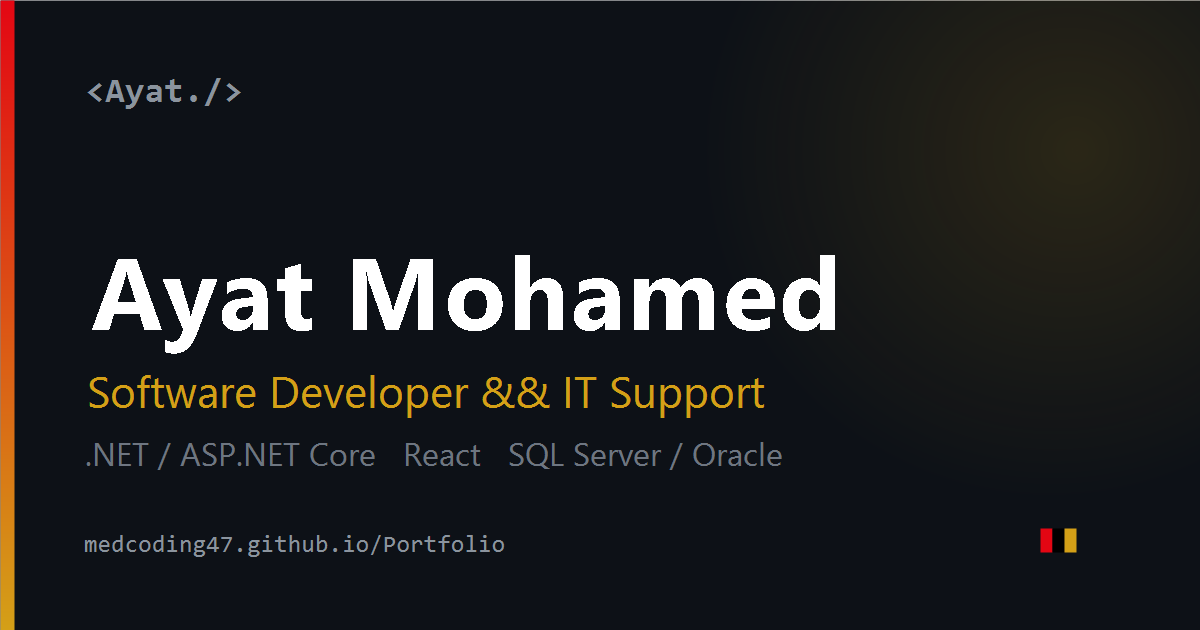 <Ayat./>
Ayat Mohamed
Software Developer && IT Support
.NET / ASP.NET Core React SQL Server / Oracle
medcoding47.github.io/Portfolio